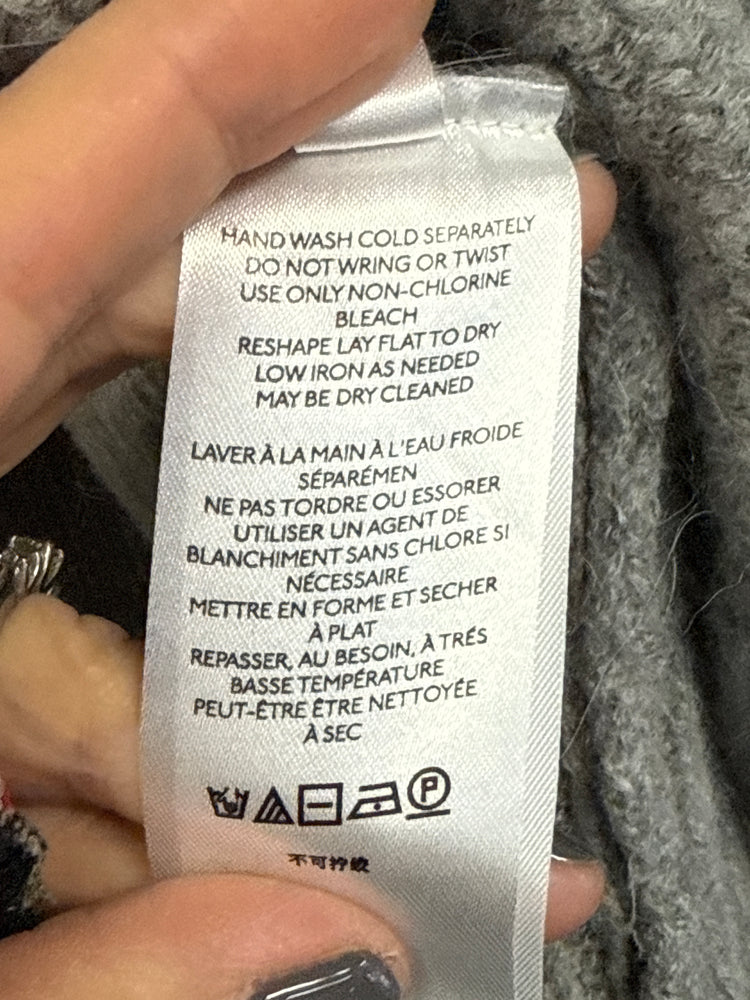 HAND WASH COLD SEPARATELY
DO NOT WRING OR TWIST
USE ONLY NON-CHLORINE
BLEACH
RESHAPE LAY FLAT TO DRY
LOW IRON AS NEEDED
MAY BE DRY CLEANED
LAVER À LA MAIN À L'EAU FROIDE
SÉPARÉMEN
NE PAS TORDRE OU ESSORER
UTILISER UN AGENT DE
BLANCHIMENT SANS CHLORE SI
NÉCESSAIRE
METTRE EN FORME ET SECHER
À PLAT
REPASSER, AU BESOIN, À TRÉS
BASSE TEMPÉRATURE
PEUT-ÊTRE ÊTRE NETTOYÉE
À SEC
P
不可拧绞